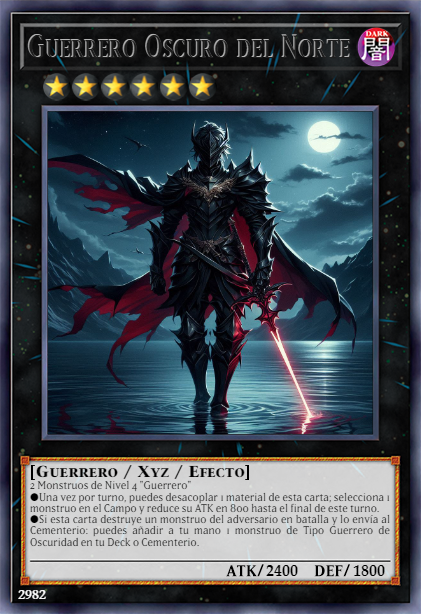 Guerrero Oscuro del Norte
DARK
闇
[Guerrero / Xyz / Efecto]
2 Monstruos de Nivel 4 "Guerrero"
●Una vez por turno, puedes desacoplar 1 material de esta carta; selecciona 1
monstruo en el Campo y reduce su ATK en 800 hasta el final de este turno.
●Si esta carta destruye un monstruo del adversario en batalla y lo envía al
Cementerio: puedes añadir a tu mano 1 monstruo de Tipo Guerrero de
Oscuridad en tu Deck o Cementerio.
ATK/2400 DEF/1800
2982